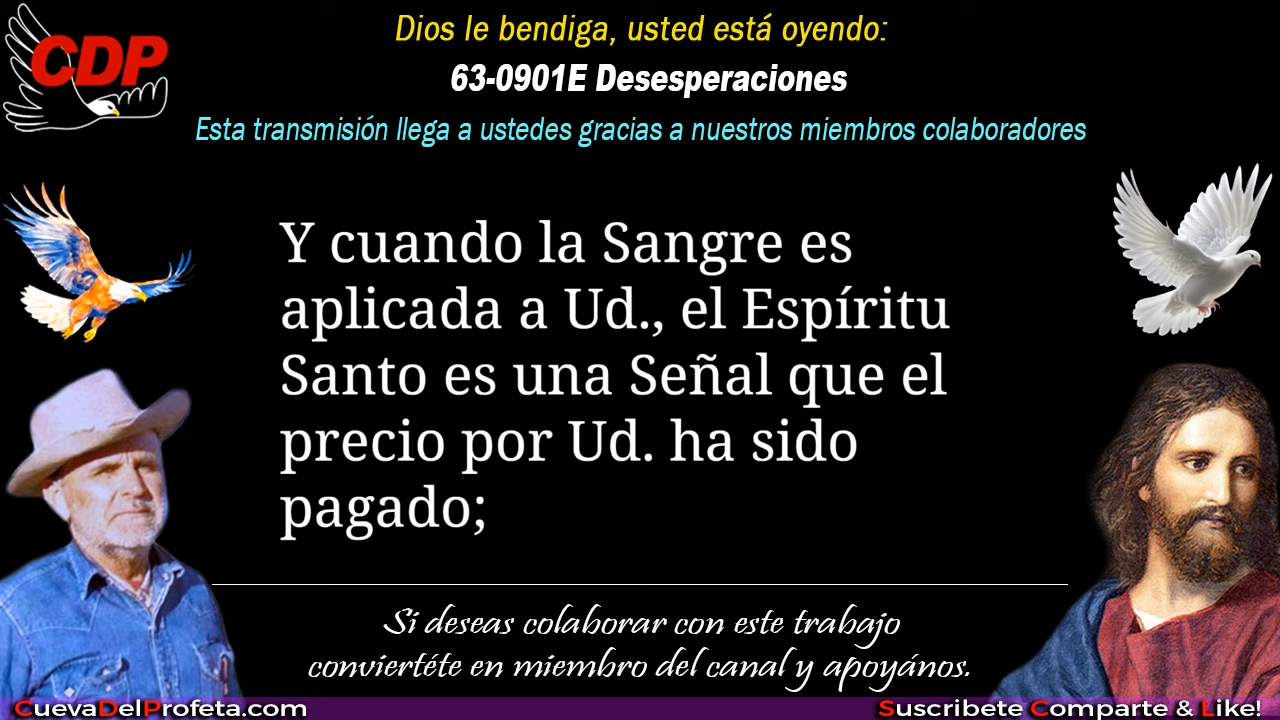 CDP
Dios le bendiga, usted está oyendo:
63-0901E Desesperaciones
Esta transmisión llega a ustedes gracias a nuestros miembros colaboradores
Y cuando la Sangre es
aplicada a Ud., el Espíritu
Santo es una Señal que el
precio por Ud. ha sido
pagado;
Si deseas colaborar con este trabajo
conviertéte en miembro del canal y apoyános.
CuevaDelProfeta.com
Suscribete Comparte & Like!